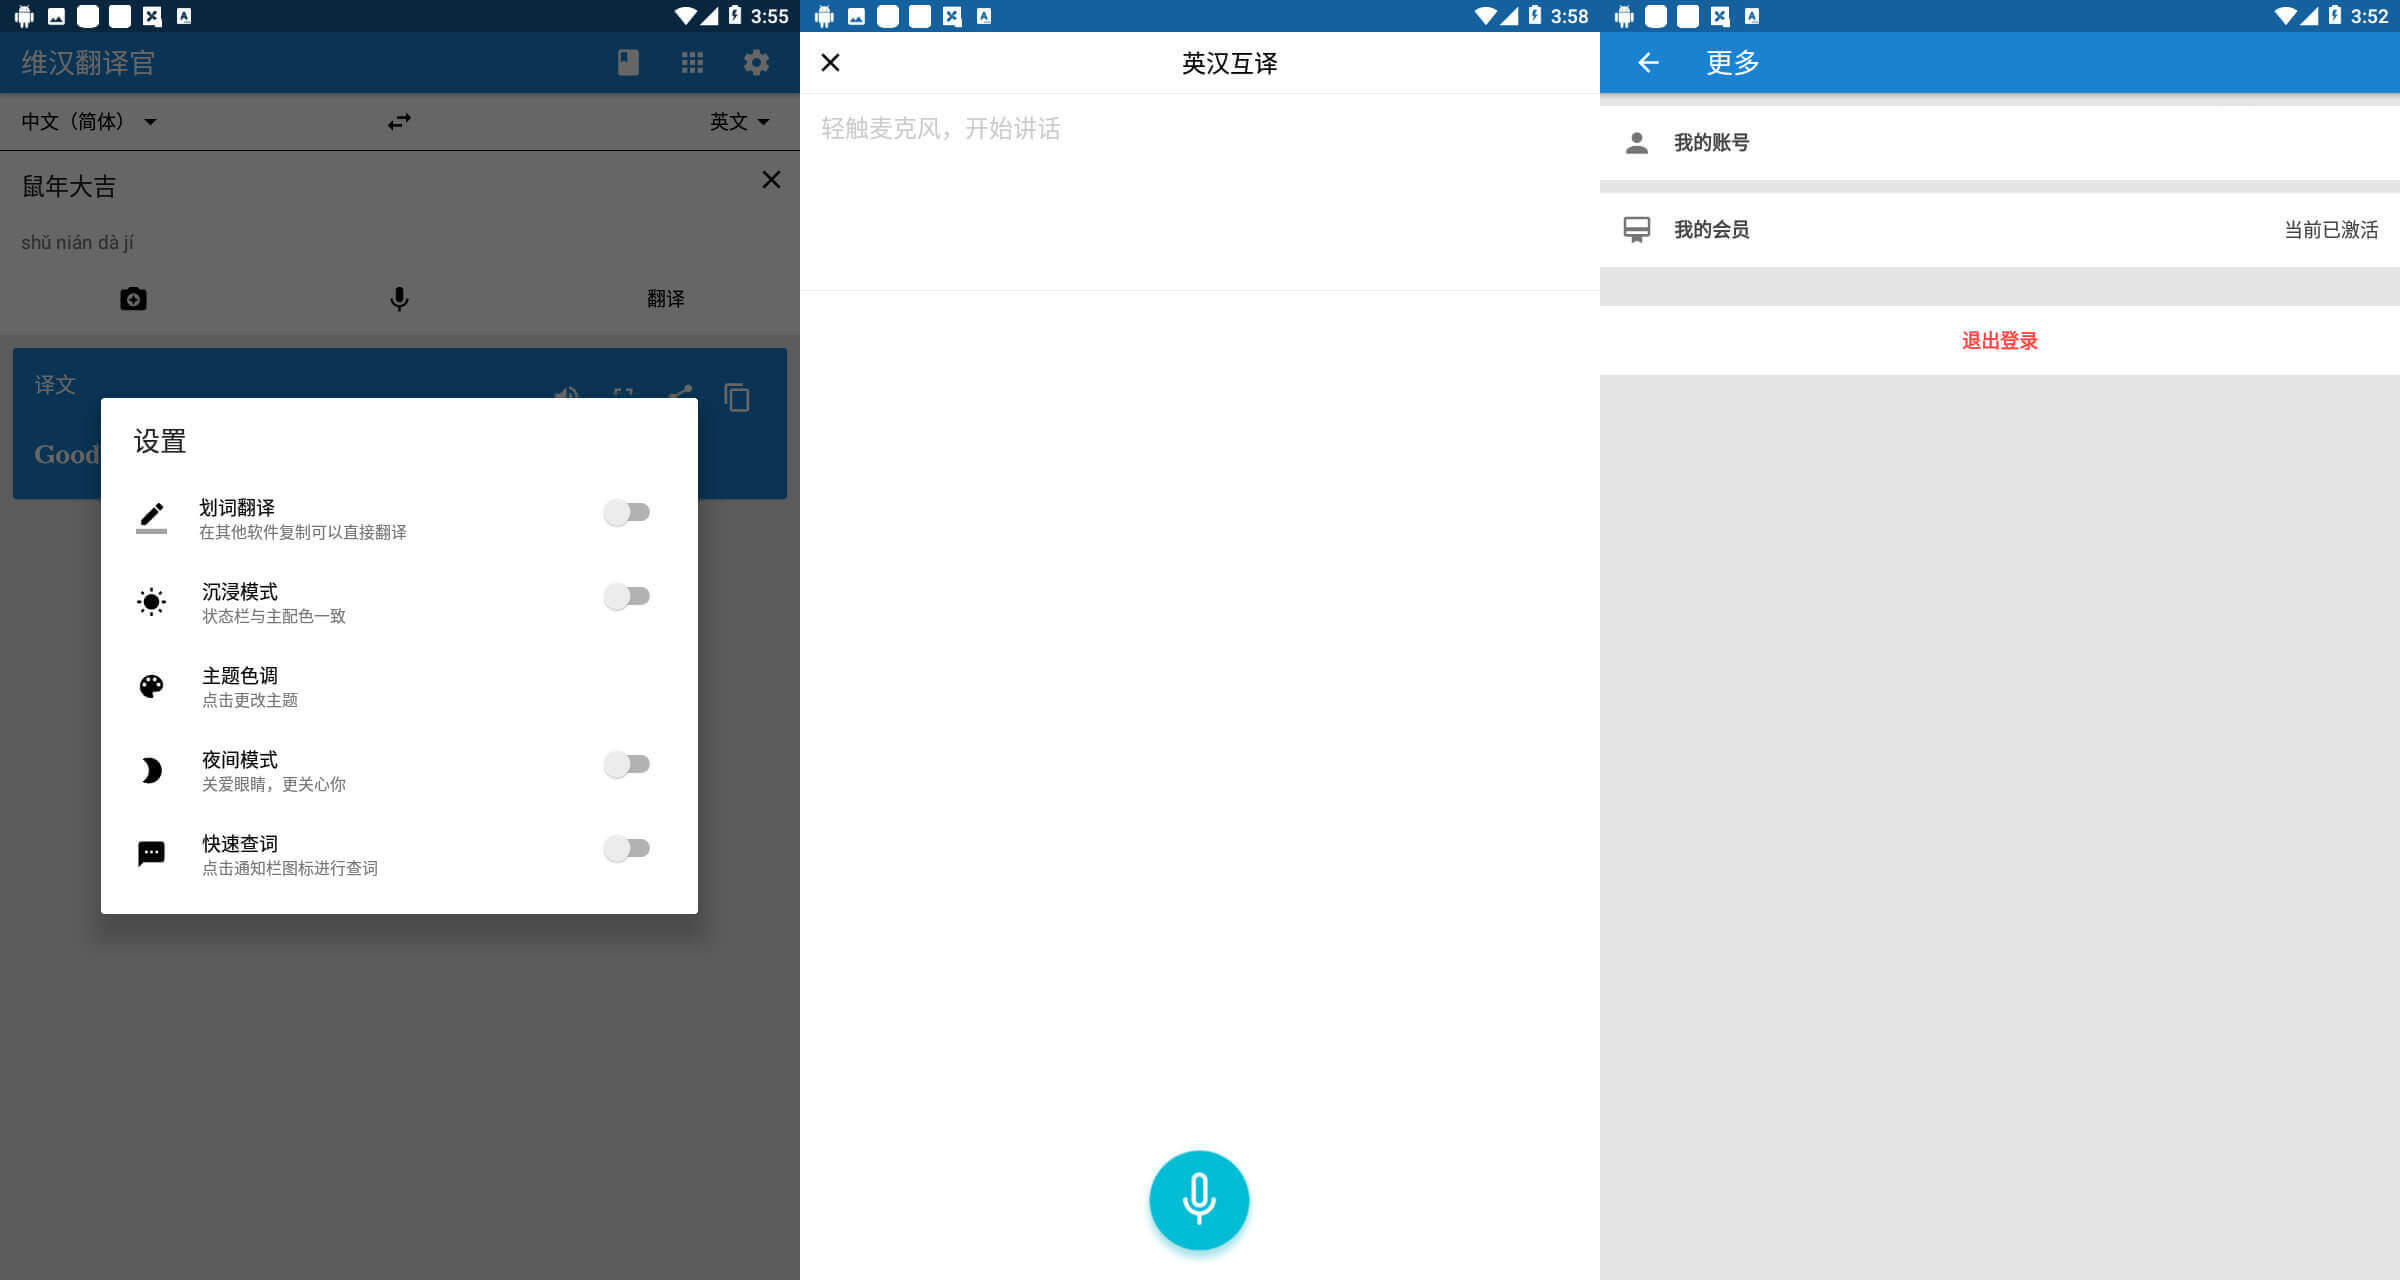 3:55
维汉翻译官
中文（简体）
英文
鼠年大吉
shǔ nián dà jí
翻译
译文
Good
设置
划词翻译
在其他软件复制可以直接翻译
沉浸模式
状态栏与主配色一致
主题色调
点击更改主题
夜间模式
关爱眼睛，更关心你
快速查词
点击通知栏图标进行查词
3:58
英汉互译
轻触麦克风，开始讲话
3:52
更多
我的账号
我的会员
当前已激活
退出登录